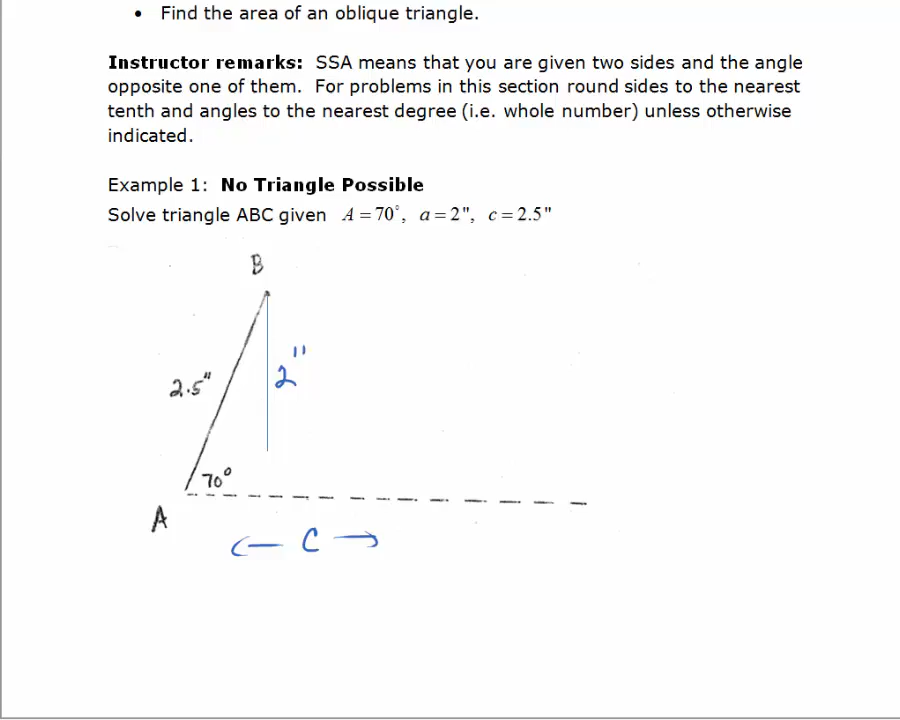 • Find the area of an oblique triangle.
Instructor remarks: SSA means that you are given two sides and the angle
opposite one of them. For problems in this section round sides to the nearest
tenth and angles to the nearest degree (i.e. whole number) unless otherwise
indicated.
Example 1: No Triangle Possible
Solve triangle ABC given A = 70°, a = 2", c = 2.5"
B
2.5"
2"
70°
A
C